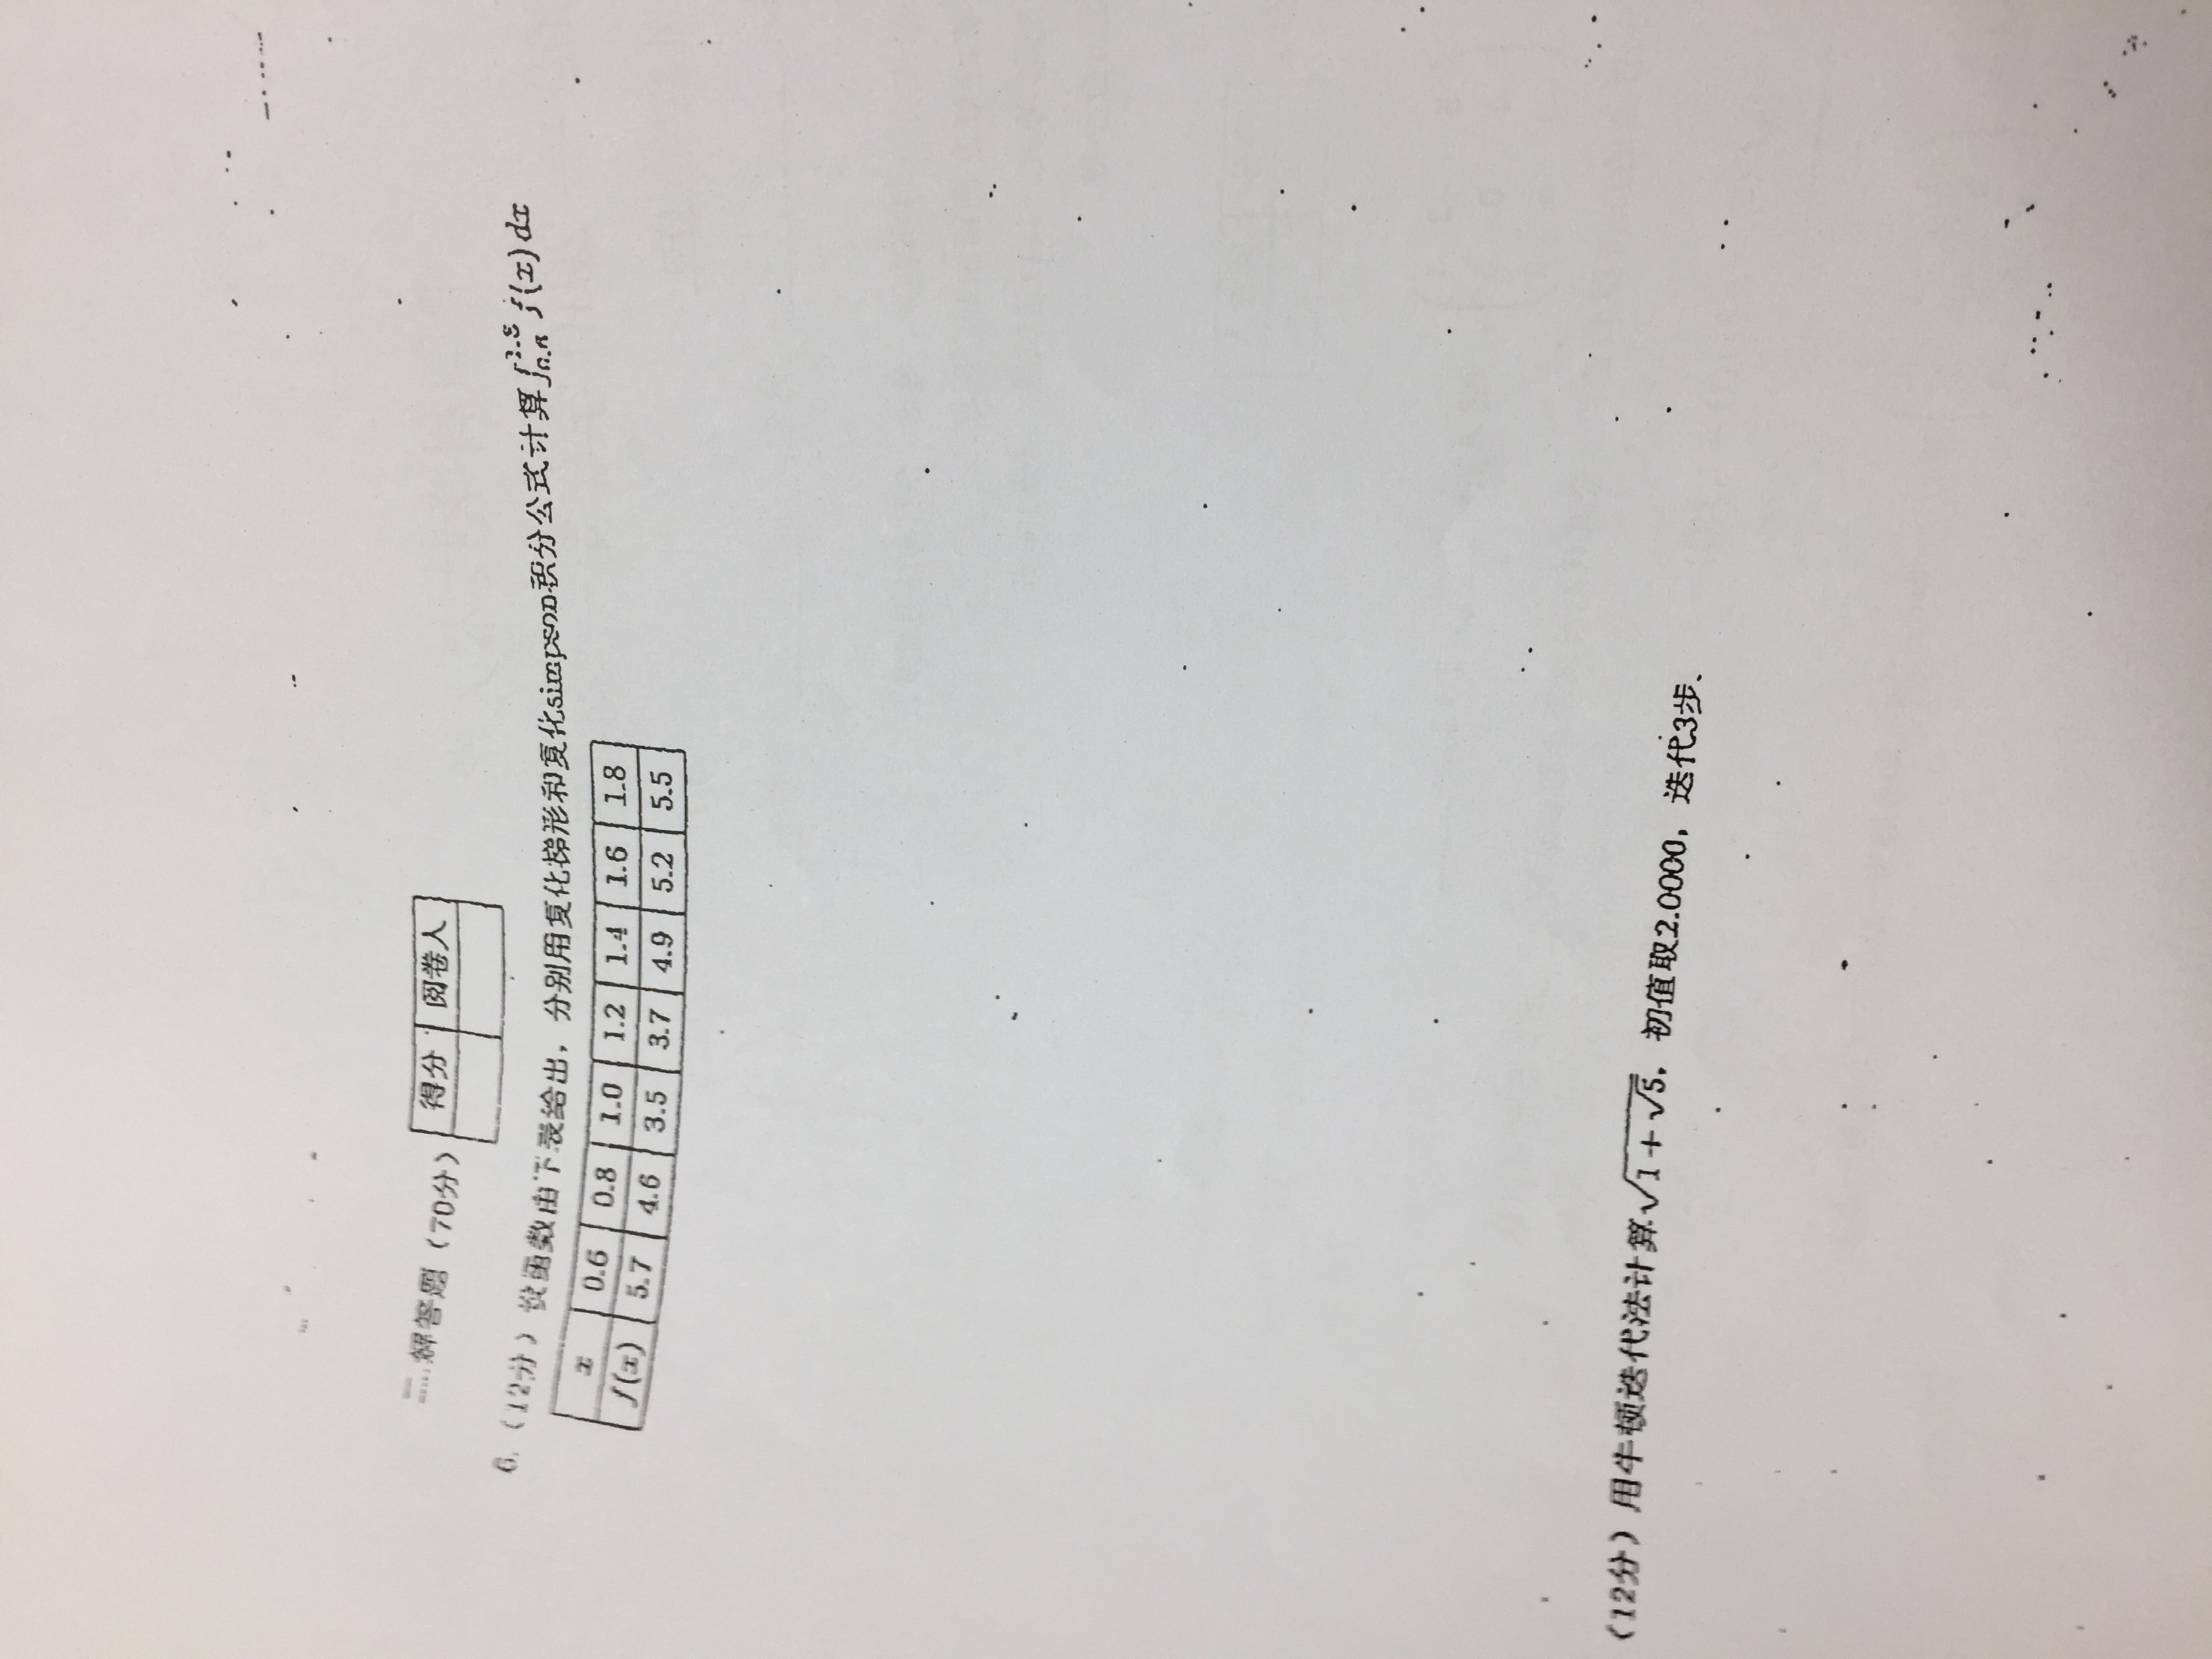 二.解答题（70分） 得分 阅卷人
6.（12分）设函数由下表给出，分别用复化梯形和复化simpson积分公式计算∫_{0.6}^{1.8} f(x)dx
x 0.6 0.8 1.0 1.2 1.4 1.6 1.8
f(x) 5.7 4.6 3.5 3.7 4.9 5.2 5.5
（12分）用牛顿迭代法计算√(1+√5)，初值取2.0000，迭代3步.